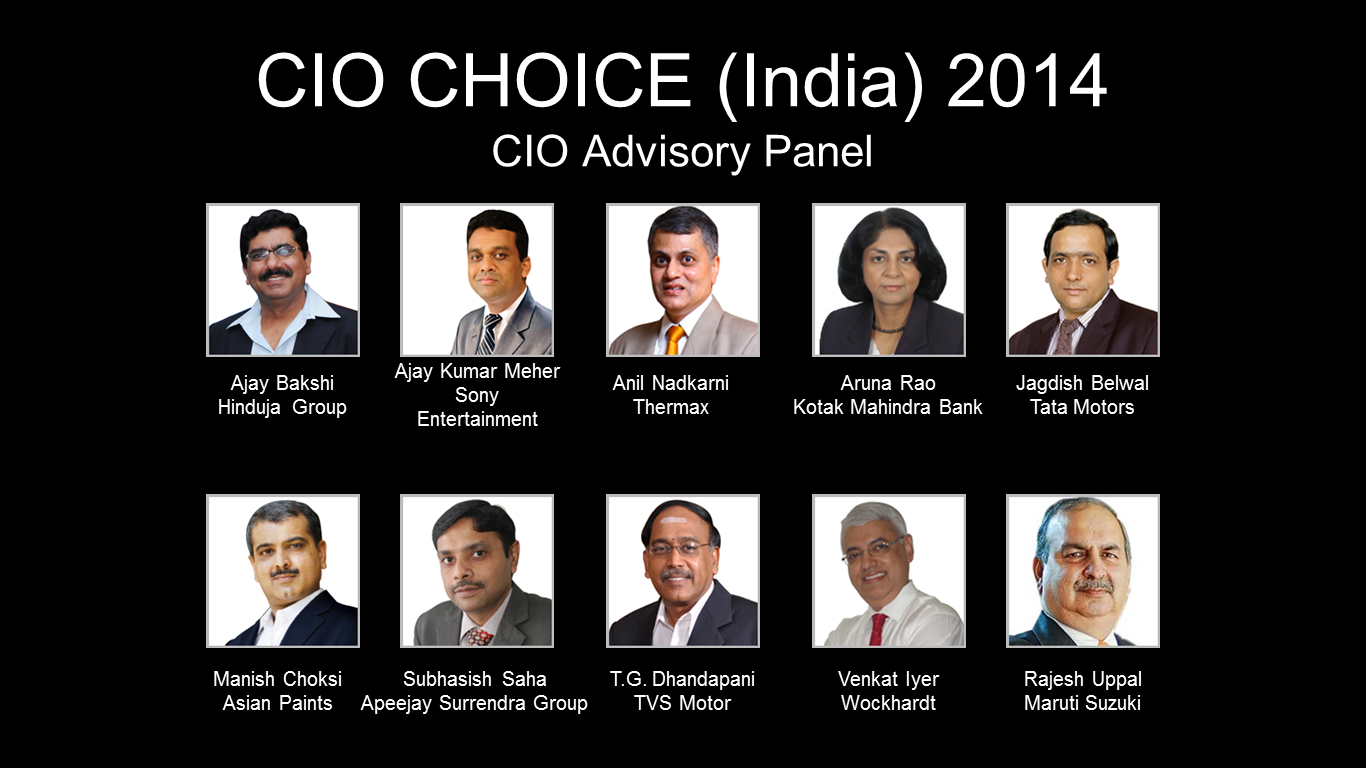 CIO CHOICE (India) 2014
CIO Advisory Panel
Ajay Bakshi
Hinduja Group
Ajay Kumar Meher
Sony
Entertainment
Anil Nadkarni
Thermax
Aruna Rao
Kotak Mahindra Bank
Jagdish Belwal
Tata Motors
Manish Choksi
Asian Paints
Subhasish Saha
Apeejay Surrendra Group
T.G. Dhandapani
TVS Motor
Venkat Iyer
Wockhardt
Rajesh Uppal
Maruti Suzuki